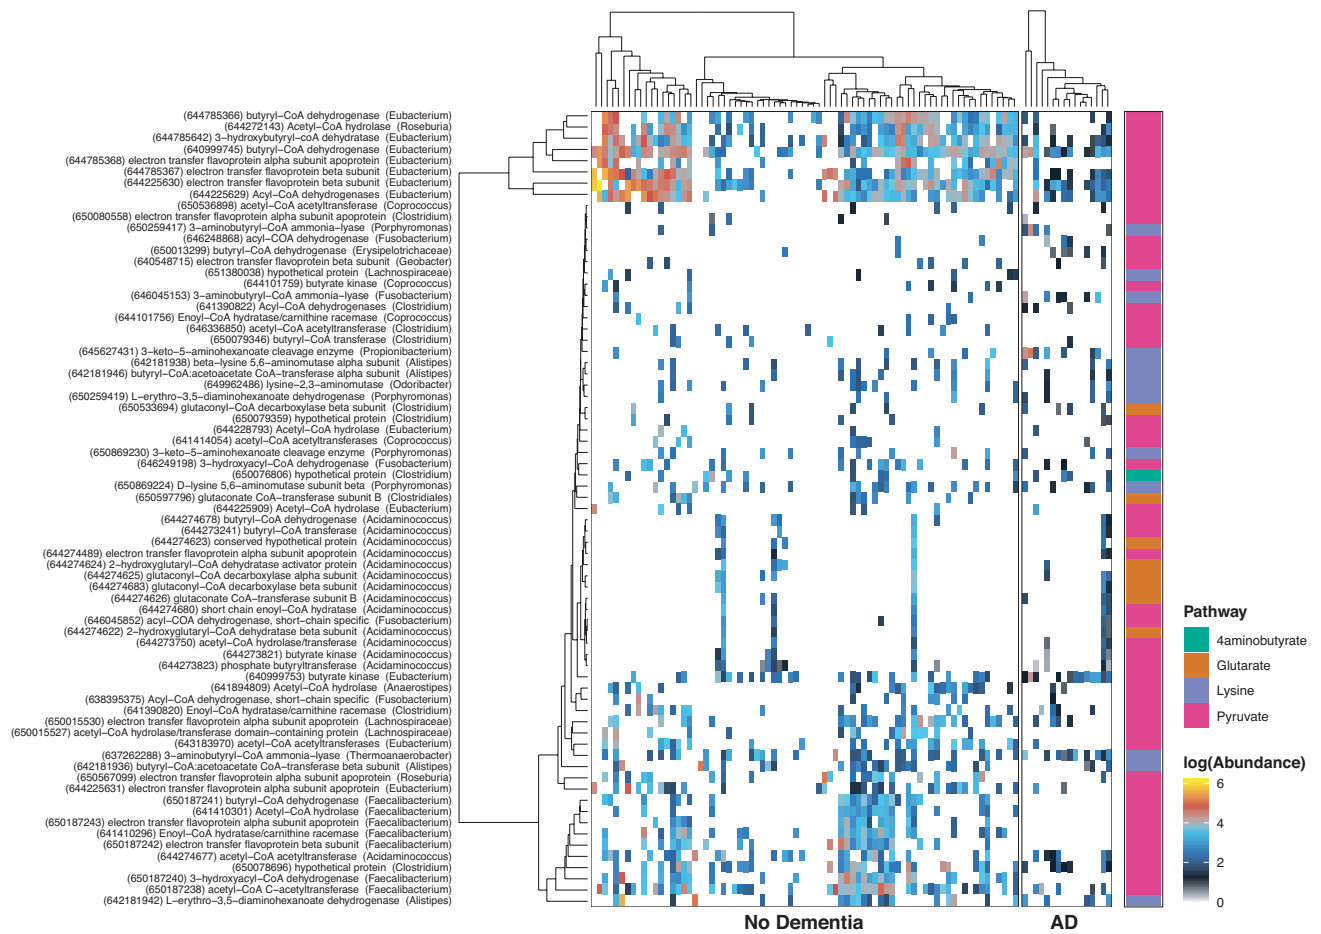 (644785366) butyryl−CoA dehydrogenase (Eubacterium)
(644272143) Acetyl−CoA hydrolase (Roseburia)
(644785642) 3−hydroxybutyryl−coA dehydratase (Eubacterium)
(640999745) butyryl−CoA dehydrogenase (Eubacterium)
(644785368) electron transfer flavoprotein alpha subunit apoprotein (Eubacterium)
(644785367) electron transfer flavoprotein beta subunit (Eubacterium)
(644225630) electron transfer flavoprotein beta subunit (Eubacterium)
(644225629) Acyl−CoA dehydrogenases (Eubacterium)
(650536898) acetyl−CoA acetyltransferase (Coprococcus)
(650080558) electron transfer flavoprotein alpha subunit apoprotein (Clostridium)
(650259417) 3−aminobutyryl−CoA ammonia−lyase (Porphyromonas)
(646248868) acyl−COA dehydrogenase (Fusobacterium)
(650013299) butyryl−CoA dehydrogenase (Erysipelotrichaceae)
(640548715) electron transfer flavoprotein beta subunit (Geobacter)
(651380038) hypothetical protein (Lachnospiraceae)
(644101759) butyrate kinase (Coprococcus)
(646045153) 3−aminobutyryl−CoA ammonia−lyase (Fusobacterium)
(641390822) Acyl−CoA dehydrogenases (Clostridium)
(644101756) Enoyl−CoA hydratase/carnithine racemase (Coprococcus)
(646336850) acetyl−CoA acetyltransferase (Clostridium)
(650079346) butyryl−CoA transferase (Clostridium)
(645627431) 3−keto−5−aminohexanoate cleavage enzyme (Propionibacterium)
(642181938) beta−lysine 5,6−aminomutase alpha subunit (Alistipes)
(642181946) butyryl−CoA:acetoacetate CoA−transferase alpha subunit (Alistipes)
(649962486) lysine−2,3−aminomutase (Odoribacter)
(650259419) L−erythro−3,5−diaminohexanoate dehydrogenase (Porphyromonas)
(650533694) glutaconyl−CoA decarboxylase beta subunit (Clostridium)
(650079359) hypothetical protein (Clostridium)
(644228793) Acetyl−CoA hydrolase (Eubacterium)
(641414054) acetyl−CoA acetyltransferases (Coprococcus)
(650869230) 3−keto−5−aminohexanoate cleavage enzyme (Porphyromonas)
(646249198) 3−hydroxyacyl−CoA dehydrogenase (Fusobacterium)
(650076806) hypothetical protein (Clostridium)
(650869224) D−lysine 5,6−aminomutase subunit beta (Porphyromonas)
(650597796) glutaconate CoA−transferase subunit B (Clostridiales)
(644225909) Acetyl−CoA hydrolase (Eubacterium)
(644274678) butyryl−CoA dehydrogenase (Acidaminococcus)
(644273241) butyryl−CoA transferase (Acidaminococcus)
(644274623) conserved hypothetical protein (Acidaminococcus)
(644274489) electron transfer flavoprotein alpha subunit apoprotein (Acidaminococcus)
(644274624) 2−hydroxyglutaryl−CoA dehydratase activator protein (Acidaminococcus)
(644274625) glutaconyl−CoA decarboxylase alpha subunit (Acidaminococcus)
(644274683) glutaconyl−CoA decarboxylase beta subunit (Acidaminococcus)
(644274626) glutaconate CoA−transferase subunit B (Acidaminococcus)
(644274680) short chain enoyl−CoA hydratase (Acidaminococcus)
(646045852) acyl−COA dehydrogenase, short−chain specific (Fusobacterium)
(644274622) 2−hydroxyglutaryl−CoA dehydratase beta subunit (Acidaminococcus)
(644273750) acetyl−CoA hydrolase/transferase (Acidaminococcus)
(644273821) butyrate kinase (Acidaminococcus)
(644273823) phosphate butyryltransferase (Acidaminococcus)
(640999753) butyrate kinase (Eubacterium)
(641894809) Acetyl−CoA hydrolase (Anaerostipes)
(638395375) Acyl−CoA dehydrogenase, short−chain specific (Fusobacterium)
(641390820) Enoyl−CoA hydratase/carnithine racemase (Clostridium)
(650015530) electron transfer flavoprotein alpha subunit apoprotein (Lachnospiraceae)
(650015527) acetyl−CoA hydrolase/transferase domain−containing protein (Lachnospiraceae)
(643183970) acetyl−CoA acetyltransferases (Eubacterium)
(637262288) 3−aminobutyryl−CoA ammonia−lyase (Thermoanaerobacter)
(642181936) butyryl−CoA:acetoacetate CoA−transferase beta subunit (Alistipes)
(650567099) electron transfer flavoprotein alpha subunit apoprotein (Roseburia)
(644225631) electron transfer flavoprotein alpha subunit apoprotein (Eubacterium)
(650187241) butyryl−CoA dehydrogenase (Faecalibacterium)
(641410301) Acetyl−CoA hydrolase (Faecalibacterium)
(650187243) electron transfer flavoprotein alpha subunit apoprotein (Faecalibacterium)
(641410296) Enoyl−CoA hydratase/carnithine racemase (Faecalibacterium)
(650187242) electron transfer flavoprotein beta subunit (Faecalibacterium)
(644274677) acetyl−CoA acetyltransferase (Acidaminococcus)
(650078696) hypothetical protein (Clostridium)
(650187240) 3−hydroxyacyl−CoA dehydrogenase (Faecalibacterium)
(650187238) acetyl−CoA C−acetyltransferase (Faecalibacterium)
(642181942) L−erythro−3,5−diaminohexanoate dehydrogenase (Alistipes)
No Dementia
AD
Pathway
4aminobutyrate
Glutarate
Lysine
Pyruvate
log(Abundance)
6
4
2
0